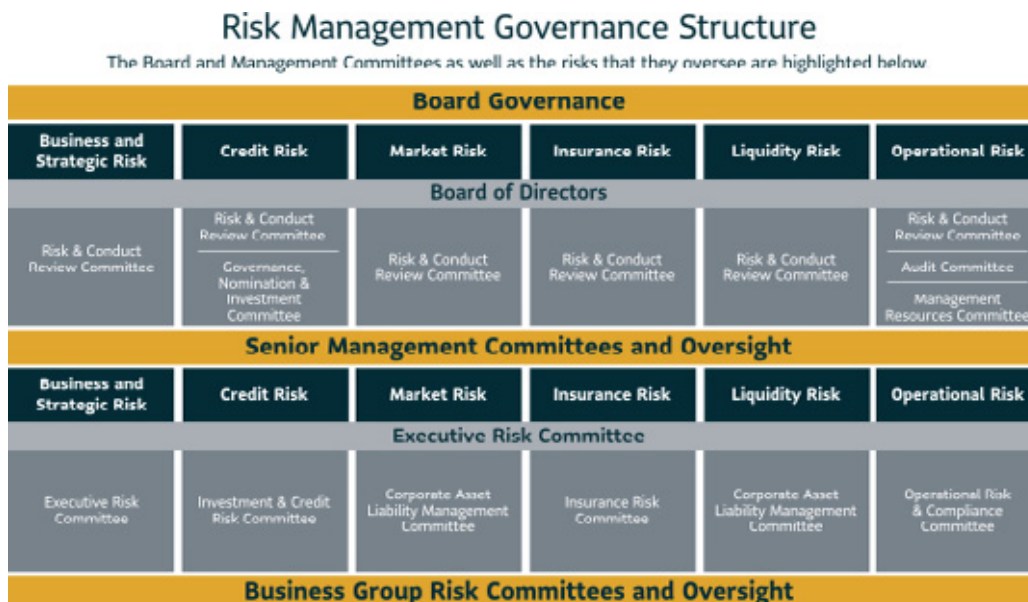 Risk Management Governance Structure
The Board and Management Committees as well as the risks that they oversee are highlighted below.
Board Governance
Business and
Strategic Risk
Credit Risk
Market Risk
Insurance Risk
Liquidity Risk
Operational Risk
Board of Directors
Risk & Conduct
Review Committee
Risk & Conduct
Review Committee
Governance,
Nomination &
Investment
Committee
Risk & Conduct
Review Committee
Risk & Conduct
Review Committee
Risk & Conduct
Review Committee
Risk & Conduct
Review Committee
Audit Committee
Management
Resources Committee
Senior Management Committees and Oversight
Business and
Strategic Risk
Credit Risk
Market Risk
Insurance Risk
Liquidity Risk
Operational Risk
Executive Risk Committee
Executive Risk
Committee
Investment & Credit
Risk Committee
Corporate Asset
Liability Management
Committee
Insurance Risk
Committee
Corporate Asset
Liability Management
Committee
Operational Risk
& Compliance
Committee
Business Group Risk Committees and Oversight